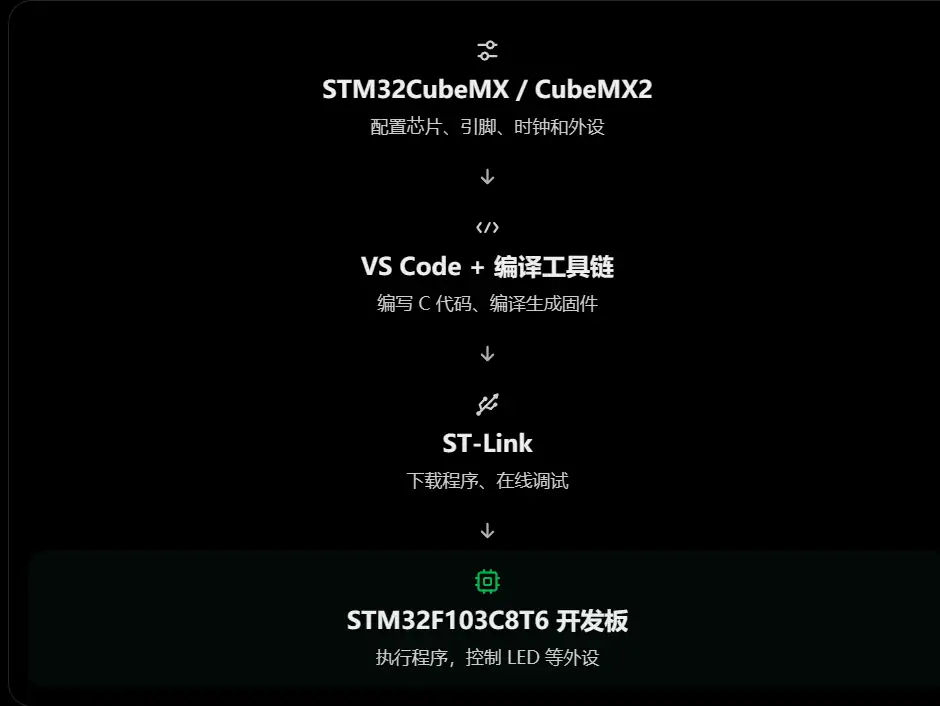 STM32CubeMX / CubeMX2
配置芯片、引脚、时钟和外设
VS Code + 编译工具链
编写 C 代码、编译生成固件
ST-Link
下载程序、在线调试
STM32F103C8T6 开发板
执行程序，控制 LED 等外设